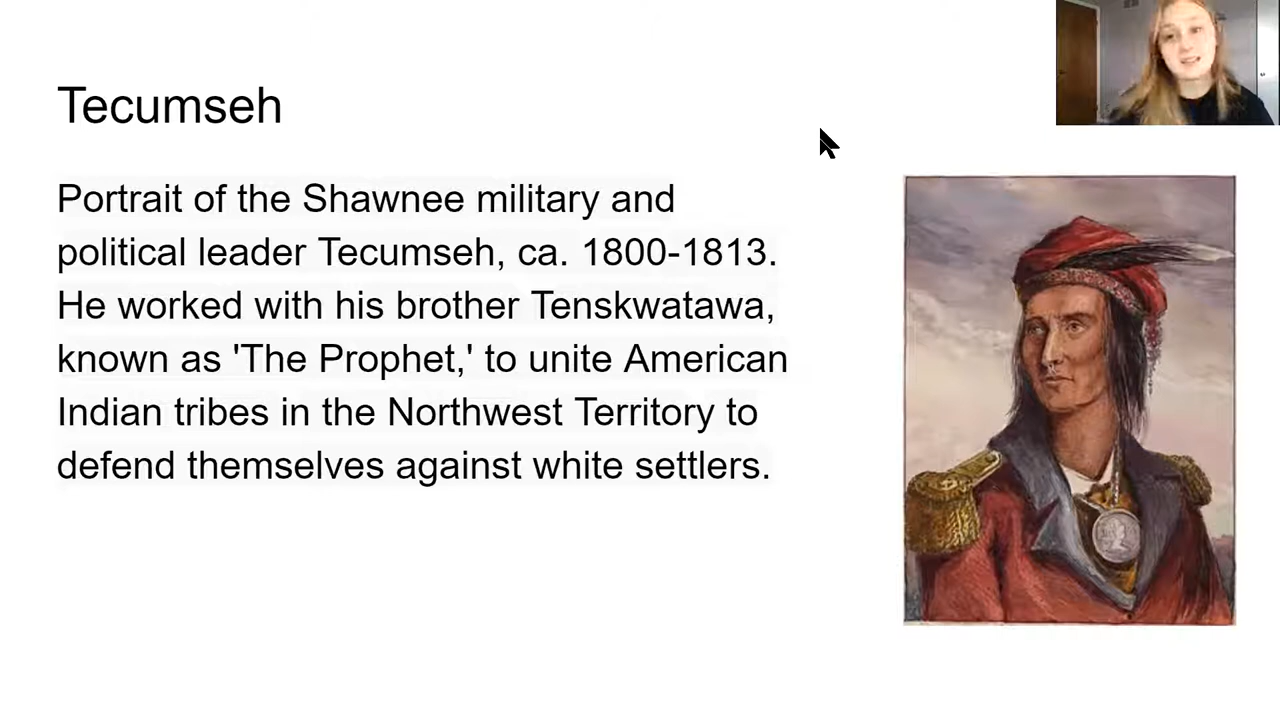 Tecumseh
Portrait of the Shawnee military and
political leader Tecumseh, ca. 1800-1813.
He worked with his brother Tenskwatawa,
known as 'The Prophet,' to unite American
Indian tribes in the Northwest Territory to
defend themselves against white settlers.